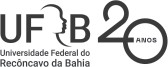 UFRB 20 ANOS
Universidade Federal do
Recôncavo da Bahia